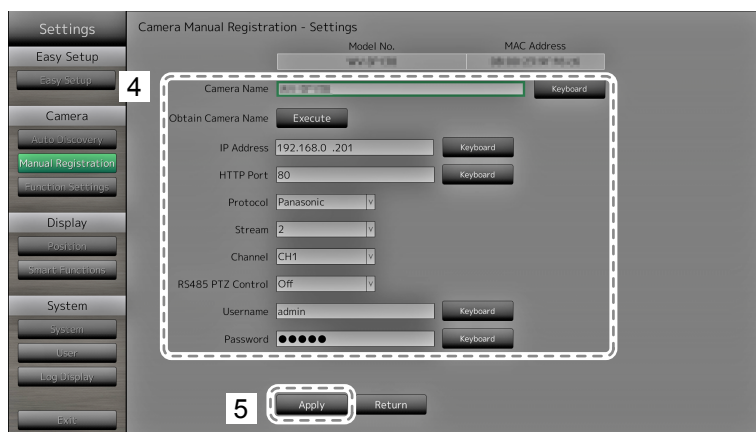 Settings
Easy Setup
Easy Setup
Camera
Auto Discovery
Manual Registration
Function Settings
Display
Position
Smart Functions
System
System
User
Log Display
Exit
Camera Manual Registration - Settings
Model No. MAC Address
4
Camera Name Keyboard
Obtain Camera Name Execute
IP Address 192.168.0 .201 Keyboard
HTTP Port 80 Keyboard
Protocol Panasonic
Stream 2
Channel CH1
RS485 PTZ Control Off
Username admin Keyboard
Password ●●●●● Keyboard
5
Apply Return